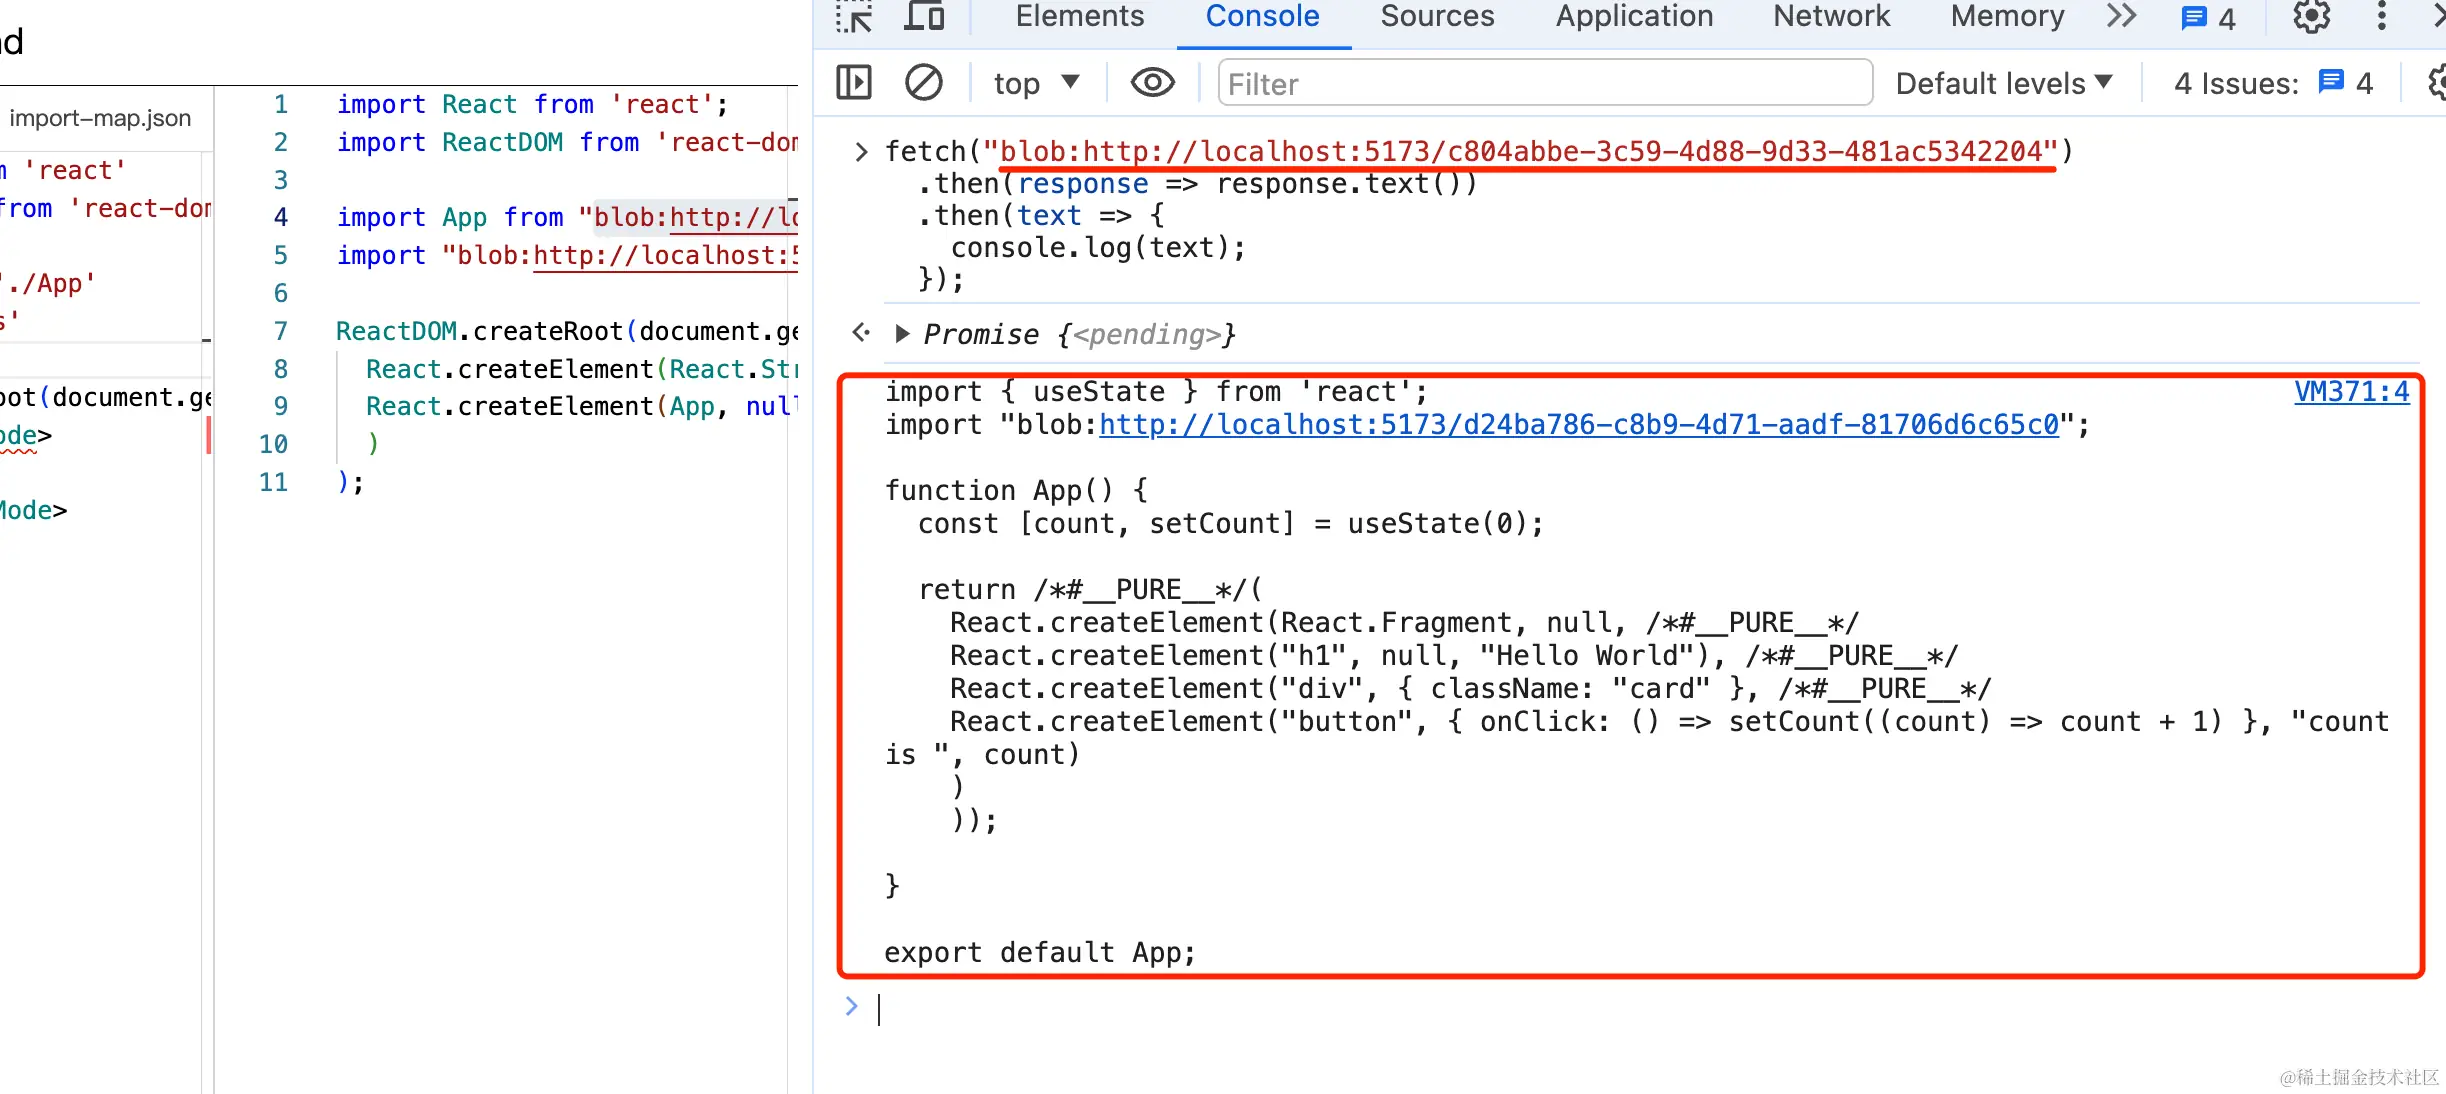 import-map.json
'react'
from 'react-dom
'./App'
s'
oot(document.ge
ode>
Mode>
1 import React from 'react';
2 import ReactDOM from 'react-dom
3
4 import App from "blob:http://lo
5 import "blob:http://localhost:5
6
7 ReactDOM.createRoot(document.ge
8 React.createElement(React.Str
9 React.createElement(App, null
10 )
11 );
Elements Console Sources Application Network Memory 4
top Filter Default levels 4 Issues: 4
> fetch("blob:http://localhost:5173/c804abbe-3c59-4d88-9d33-481ac5342204")
.then(response => response.text())
.then(text => {
console.log(text);
});
Promise {<pending>}
import { useState } from 'react'; VM371:4
import "blob:http://localhost:5173/d24ba786-c8b9-4d71-aadf-81706d6c65c0";
function App() {
const [count, setCount] = useState(0);
return /*#__PURE__*/(
React.createElement(React.Fragment, null, /*#__PURE__*/
React.createElement("h1", null, "Hello World"), /*#__PURE__*/
React.createElement("div", { className: "card" }, /*#__PURE__*/
React.createElement("button", { onClick: () => setCount((count) => count + 1) }, "count
is ", count)
)
));
}
export default App;
>
@稀土掘金技术社区